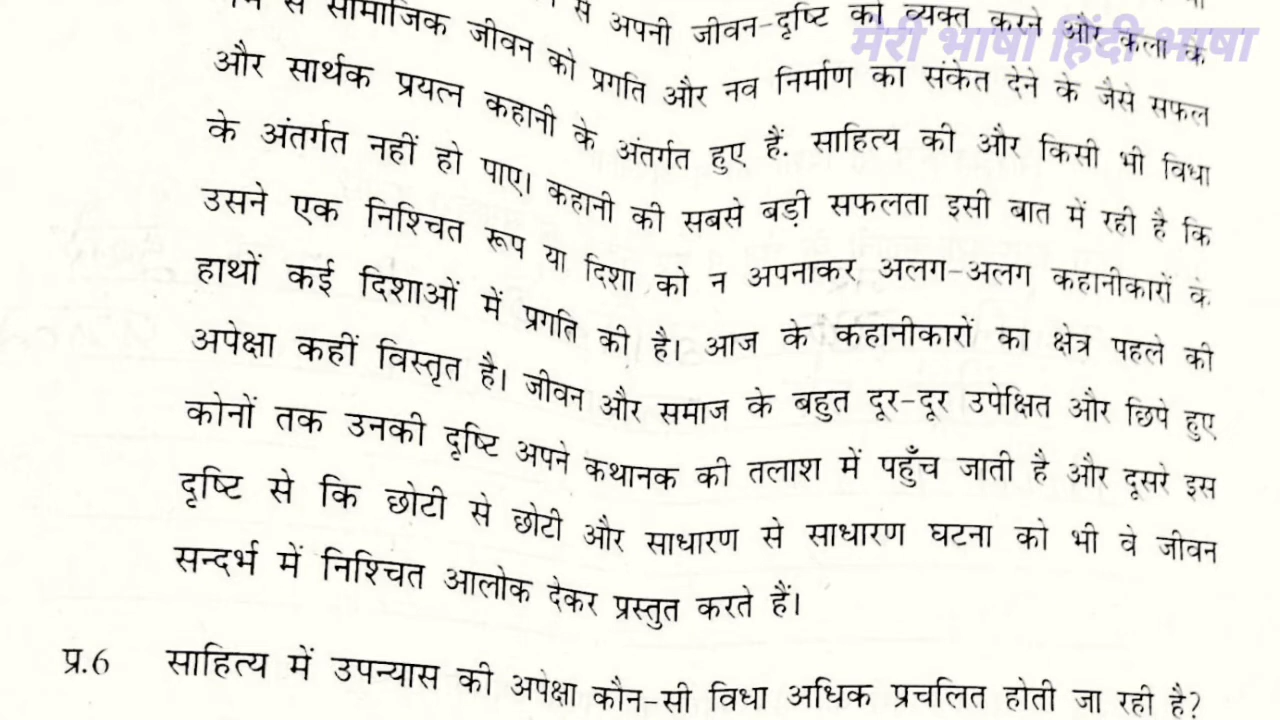 से सामाजिक जीवन को प्रगति और नव निर्माण का संकेत देने के जैसे सफल
से अपनी जीवन-दृष्टि को व्यक्त करने और कला के
मेरी भाषा हिंदी भाषा
और सार्थक प्रयत्न कहानी के अंतर्गत हुए हैं. साहित्य की और किसी भी विधा
के अंतर्गत नहीं हो पाए। कहानी की सबसे बड़ी सफलता इसी बात में रही है कि
उसने एक निश्चित रूप या दिशा को न अपनाकर अलग-अलग कहानीकारों के
हाथों कई दिशाओं में प्रगति की है। आज के कहानीकारों का क्षेत्र पहले की
अपेक्षा कहीं विस्तृत है। जीवन और समाज के बहुत दूर-दूर उपेक्षित और छिपे हुए
कोनों तक उनकी दृष्टि अपने कथानक की तलाश में पहुँच जाती है और दूसरे इस
दृष्टि से कि छोटी से छोटी और साधारण से साधारण घटना को भी वे जीवन
सन्दर्भ में निश्चित आलोक देकर प्रस्तुत करते हैं।
प्र.6 साहित्य में उपन्यास की अपेक्षा कौन-सी विधा अधिक प्रचलित होती जा रही है?